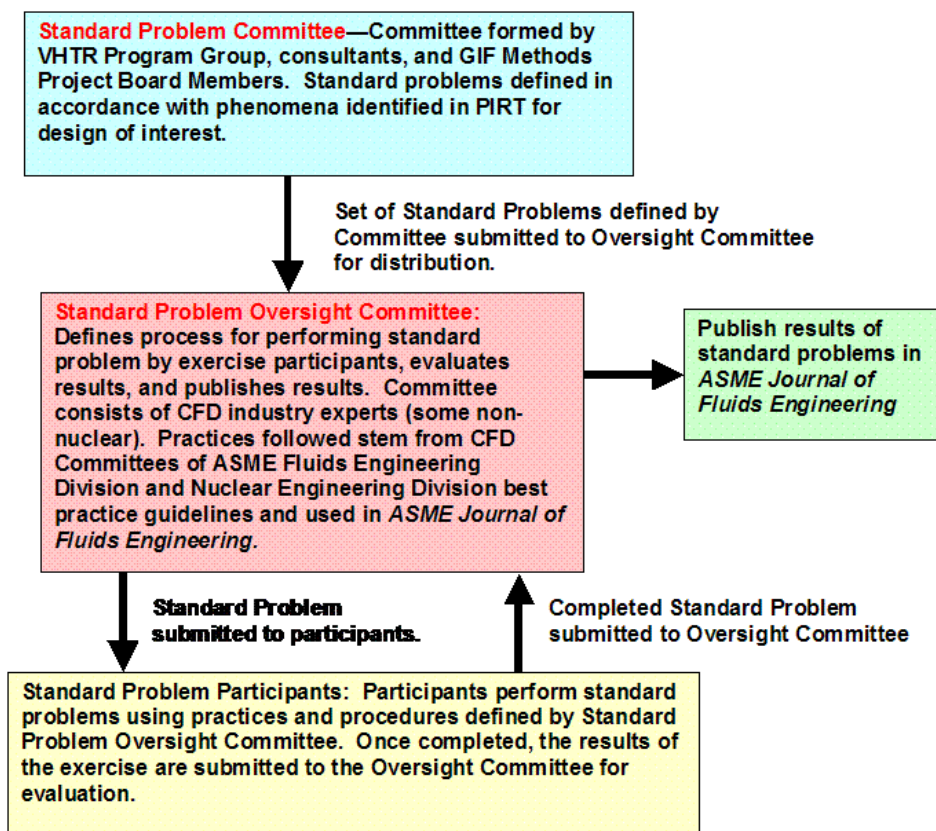 Standard Problem Committee—Committee formed by
VHTR Program Group, consultants, and GIF Methods
Project Board Members.  Standard problems defined in
accordance with phenomena identified in PIRT for
design of interest.
Set of Standard Problems defined by
Committee submitted to Oversight Committee
for distribution.
Standard Problem Oversight Committee:
Defines process for performing standard
problem by exercise participants, evaluates
results, and publishes results.  Committee
consists of CFD industry experts (some non-
nuclear).  Practices followed stem from CFD
Committees of ASME Fluids Engineering
Division and Nuclear Engineering Division best
practice guidelines and used in ASME Journal of
Fluids Engineering.
Publish results of
standard problems in
ASME Journal of
Fluids Engineering
Standard Problem
submitted to participants.
Completed Standard Problem
submitted to Oversight Committee
Standard Problem Participants:  Participants perform standard
problems using practices and procedures defined by Standard
Problem Oversight Committee.  Once completed, the results of
the exercise are submitted to the Oversight Committee for
evaluation.